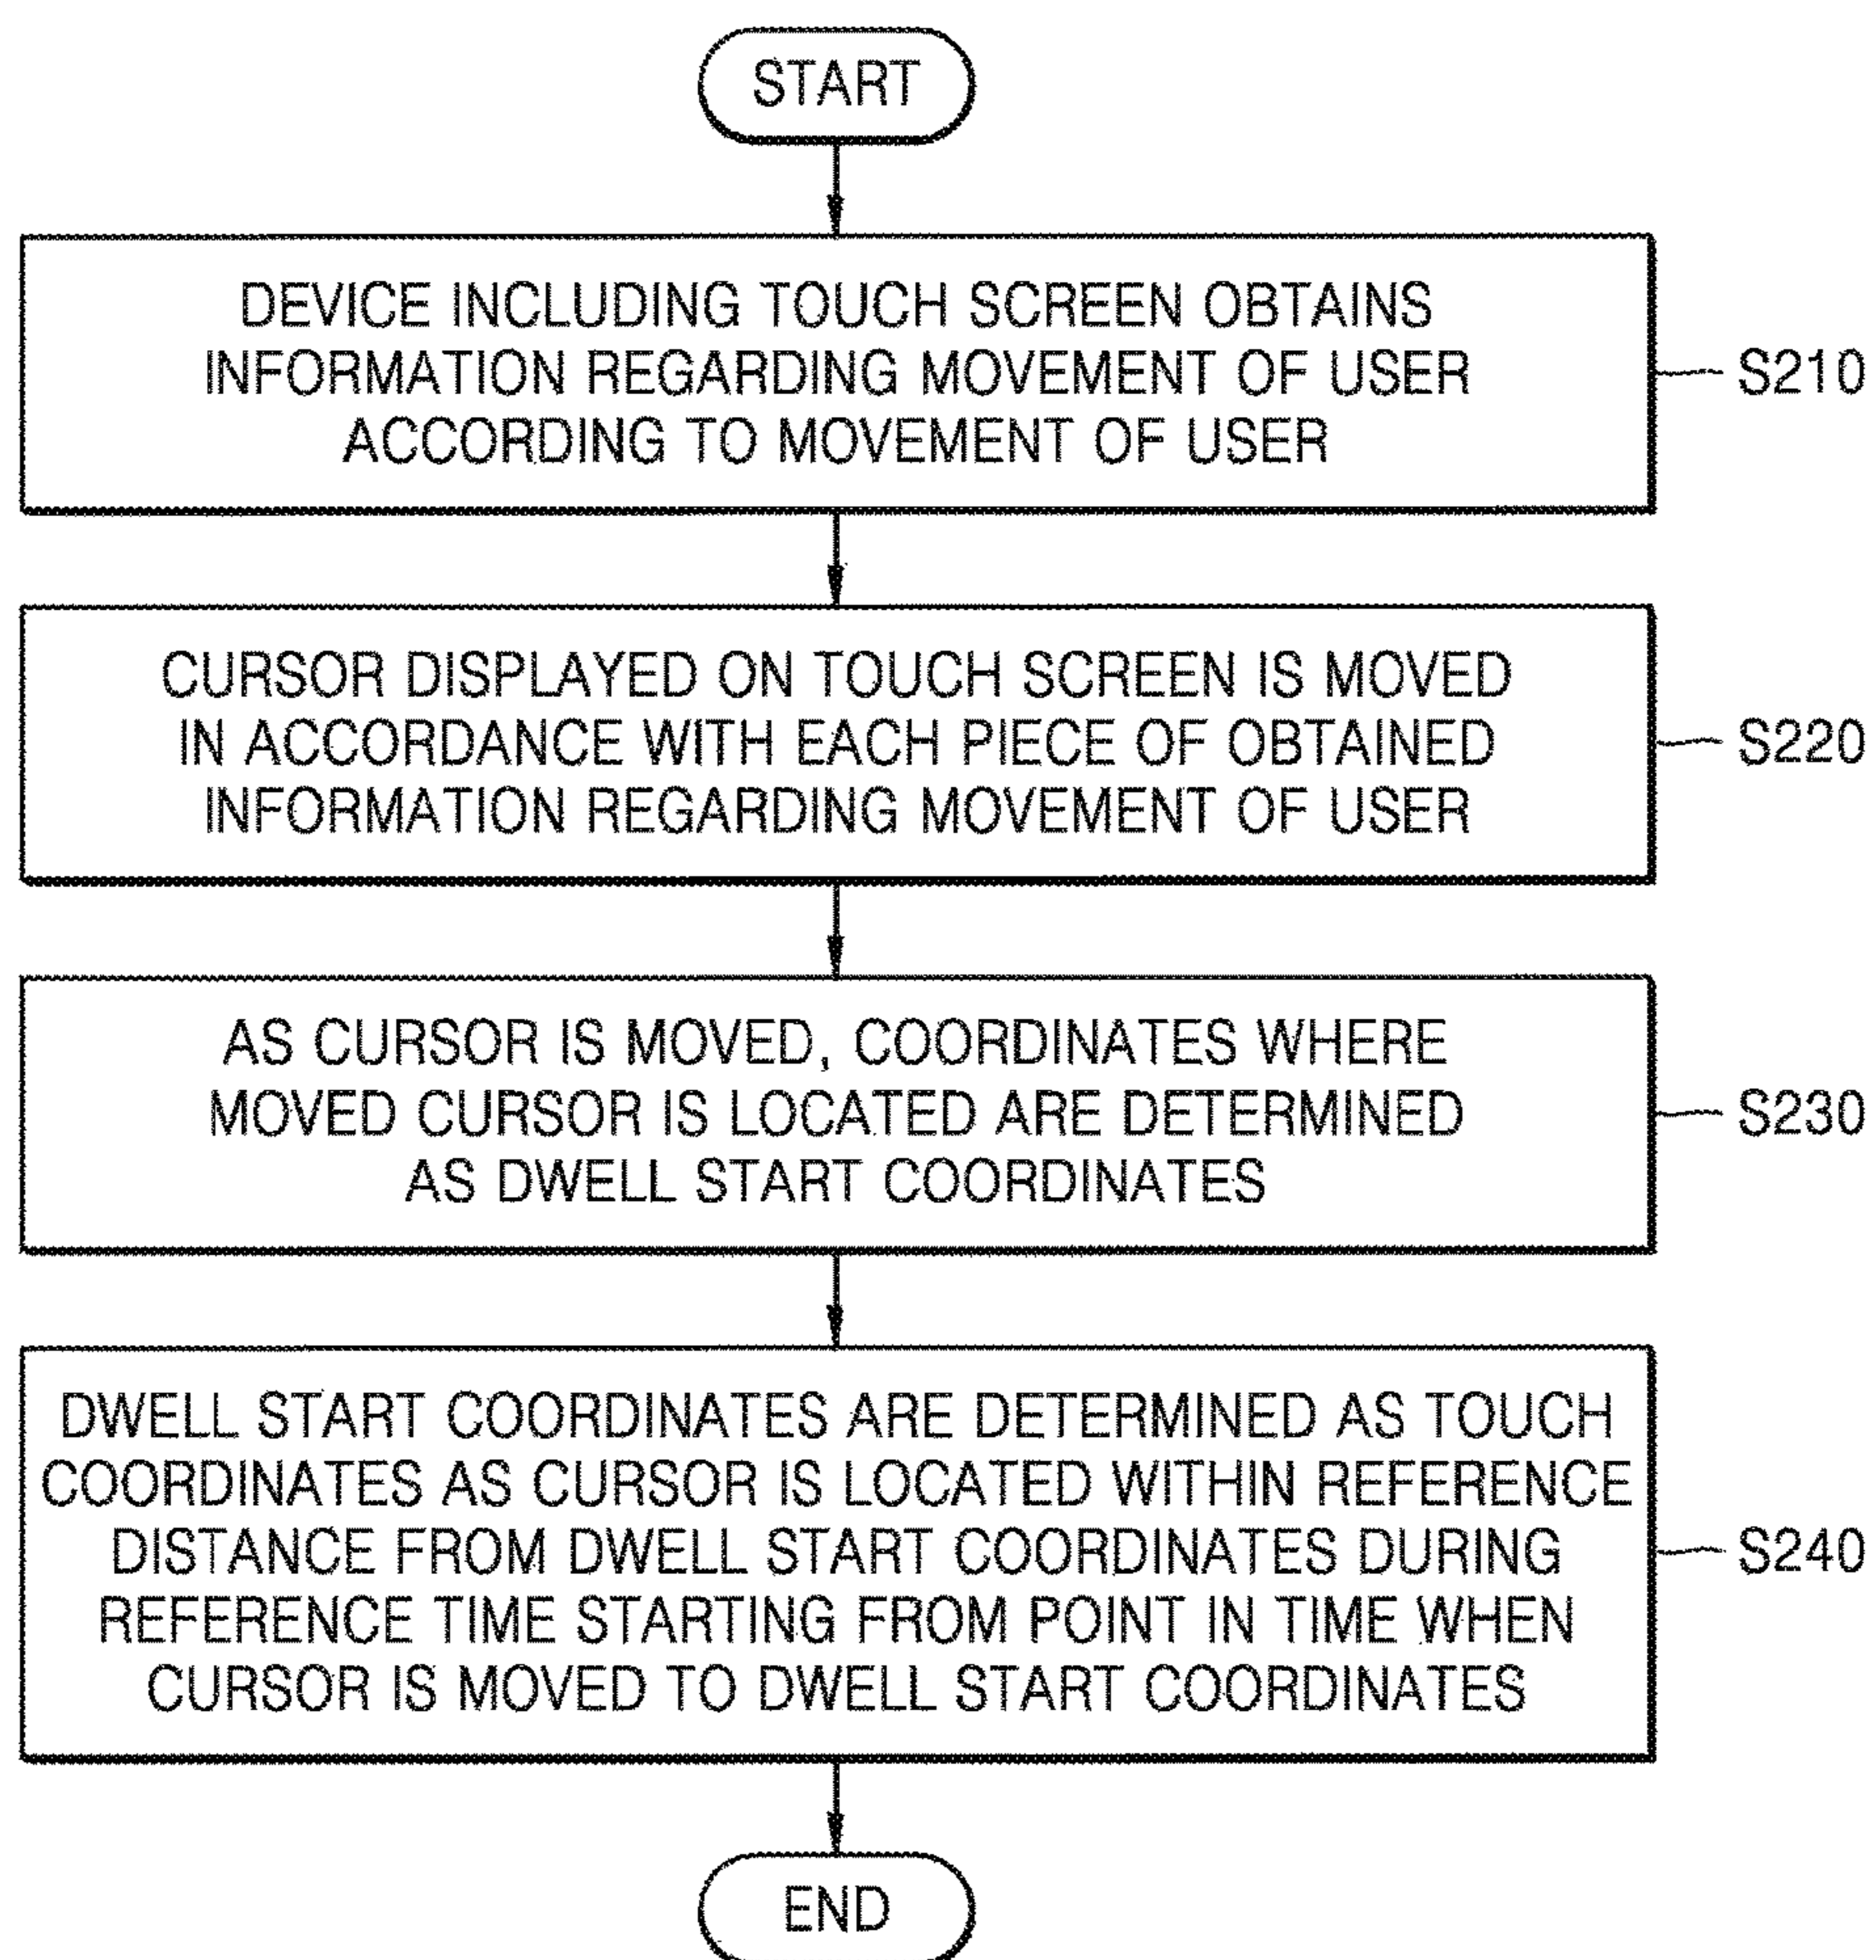 START
DEVICE INCLUDING TOUCH SCREEN OBTAINS
INFORMATION REGARDING MOVEMENT OF USER
ACCORDING TO MOVEMENT OF USER
S210
CURSOR DISPLAYED ON TOUCH SCREEN IS MOVED
IN ACCORDANCE WITH EACH PIECE OF OBTAINED
INFORMATION REGARDING MOVEMENT OF USER
S220
AS CURSOR IS MOVED, COORDINATES WHERE
MOVED CURSOR IS LOCATED ARE DETERMINED
AS DWELL START COORDINATES
S230
DWELL START COORDINATES ARE DETERMINED AS TOUCH
COORDINATES AS CURSOR IS LOCATED WITHIN REFERENCE
DISTANCE FROM DWELL START COORDINATES DURING
REFERENCE TIME STARTING FROM POINT IN TIME WHEN
CURSOR IS MOVED TO DWELL START COORDINATES
S240
END